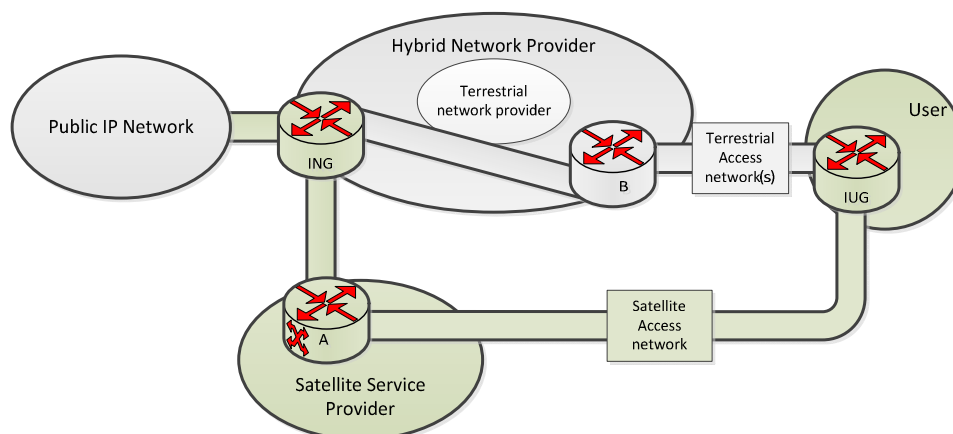 Hybrid Network Provider
Terrestrial
network provider
Public IP Network
ING
B
Terrestrial
Access
network(s)
User
IUG
A
Satellite
Access
network
Satellite Service
Provider